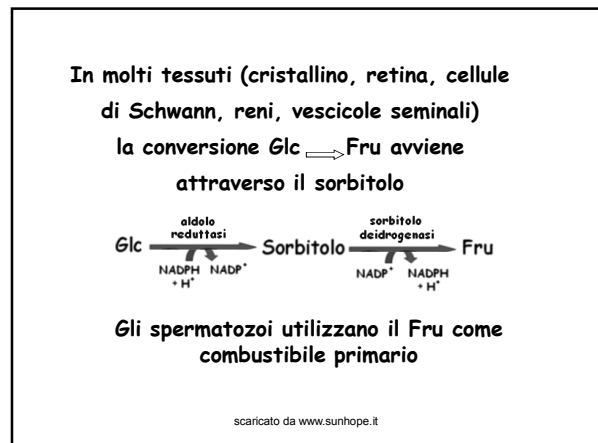 In molti tessuti (cristallino, retina, cellule
di Schwann, reni, vescicole seminali)
la conversione Glc ⇒ Fru avviene
attraverso il sorbitolo
aldolo
reduttasi
sorbitolo
deidrogenasi
Glc Sorbitolo Fru
NADPH NADP⁺ NADP⁺ NADPH
+ H⁺ + H⁺
Gli spermatozoi utilizzano il Fru come
combustibile primario
scaricato da www.sunhope.it